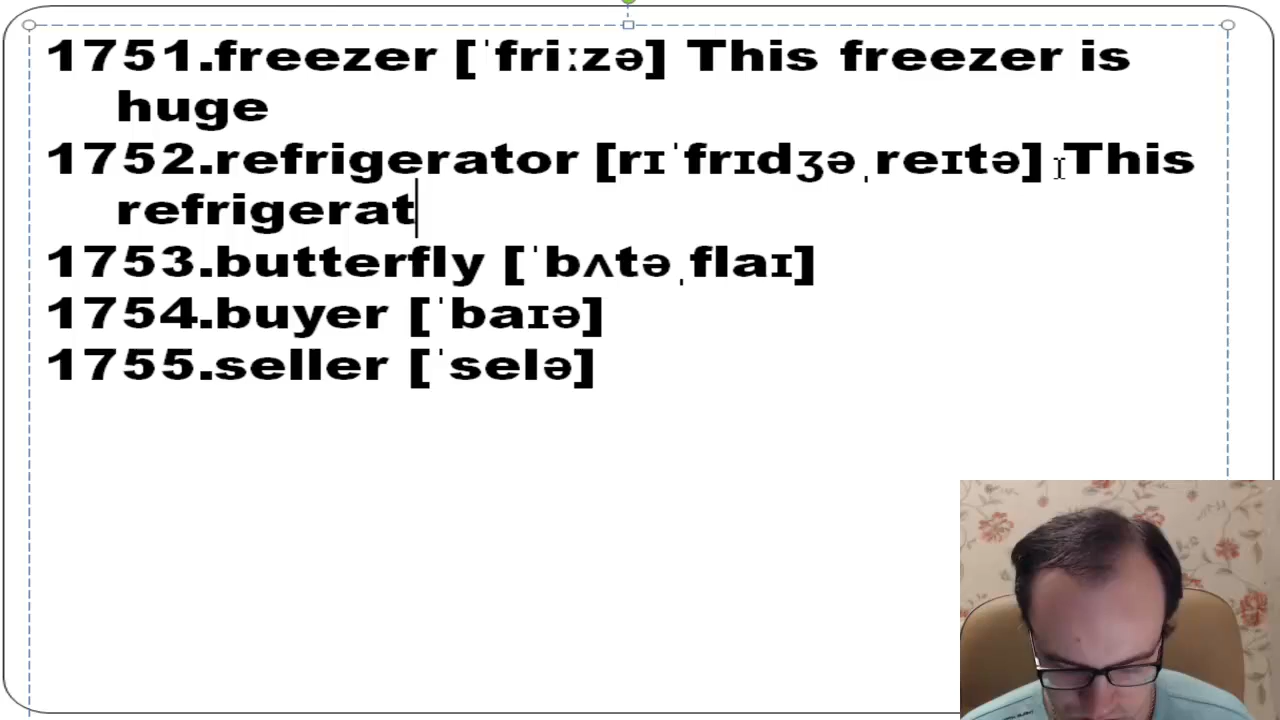 1751.freezer [ˈfriːzə] This freezer is
huge
1752.refrigerator [rɪˈfrɪdʒəˌreɪtə] This
refrigerat
1753.butterfly [ˈbʌtəˌflaɪ]
1754.buyer [ˈbaɪə]
1755.seller [ˈselə]